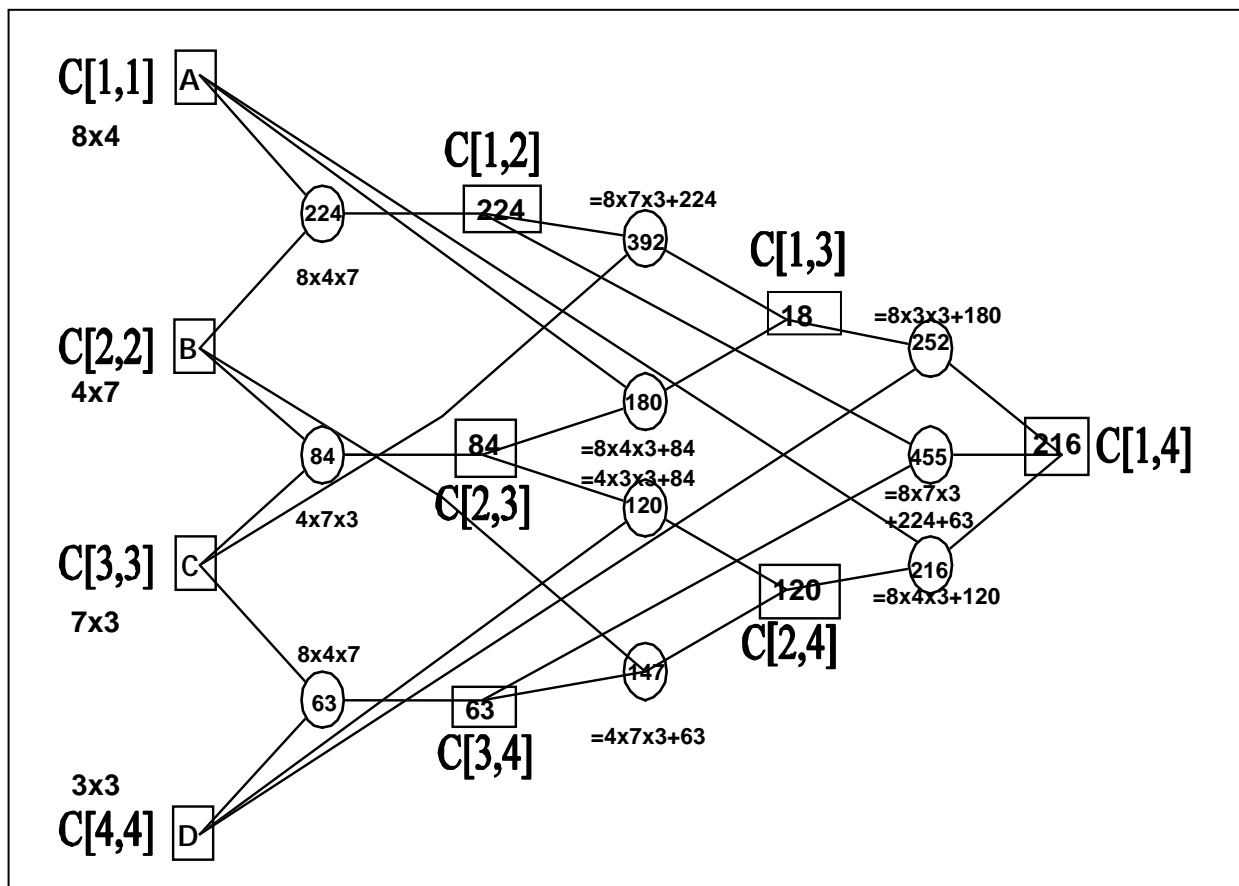 C[1,1]
A
8x4
C[1,2]
224
=8x7x3+224
224
392
8x4x7
C[1,3]
18
=8x3x3+180
252
C[2,2]
B
4x7
180
=8x4x3+84
84
84
=4x3x3+84
C[2,3]
120
4x7x3
216
C[1,4]
455
=8x7x3
+224+63
216
=8x4x3+120
C[3,3]
C
7x3
120
C[2,4]
8x4x7
63
63
C[3,4]
147
=4x7x3+63
3x3
C[4,4]
D